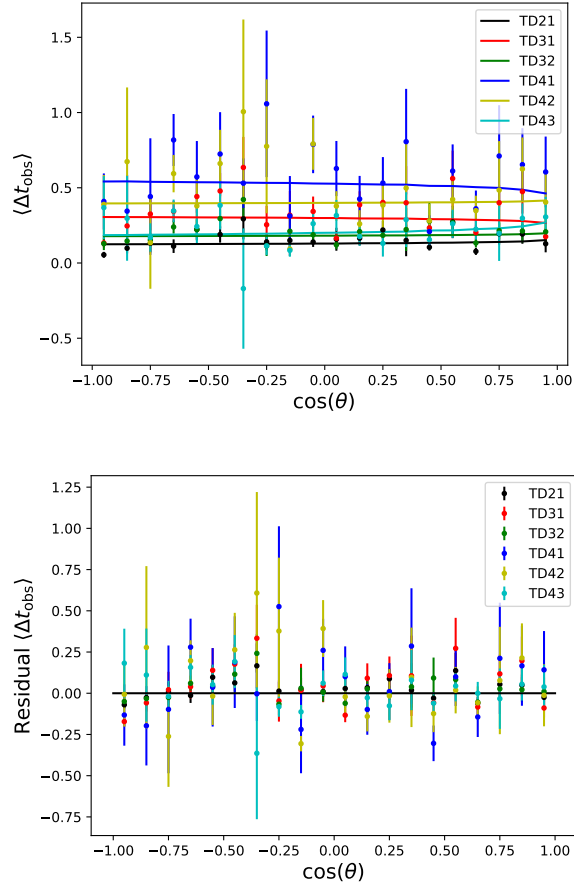 1.5
1.0
0.5
0.0
−0.5
⟨Δt_obs⟩
TD21
TD31
TD32
TD41
TD42
TD43
−1.00 −0.75 −0.50 −0.25 0.00 0.25 0.50 0.75 1.00
cos(θ)
1.25
1.00
0.75
0.50
0.25
0.00
−0.25
−0.50
−0.75
Residual ⟨Δt_obs⟩
TD21
TD31
TD32
TD41
TD42
TD43
−1.00 −0.75 −0.50 −0.25 0.00 0.25 0.50 0.75 1.00
cos(θ)